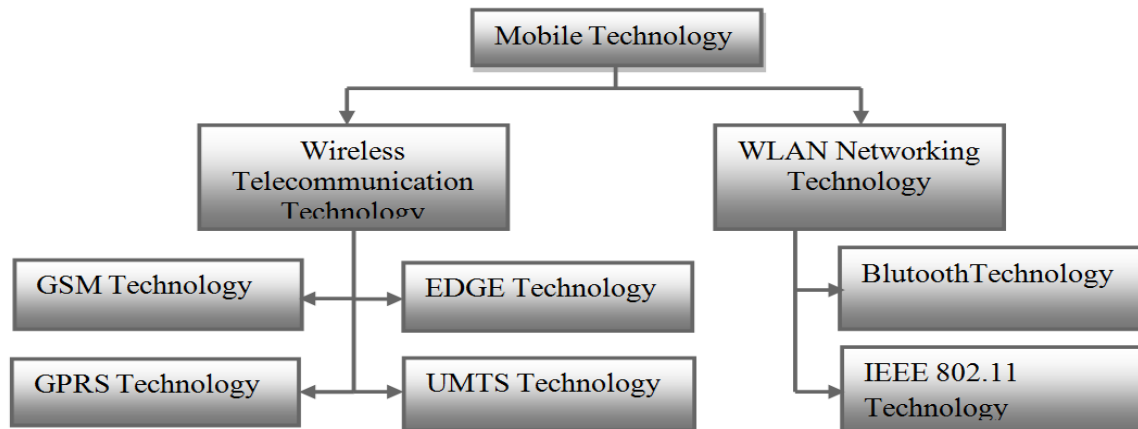 Mobile Technology
Wireless
Telecommunication
Technology
WLAN Networking
Technology
GSM Technology
EDGE Technology
BlutoothTechnology
GPRS Technology
UMTS Technology
IEEE 802.11
Technology